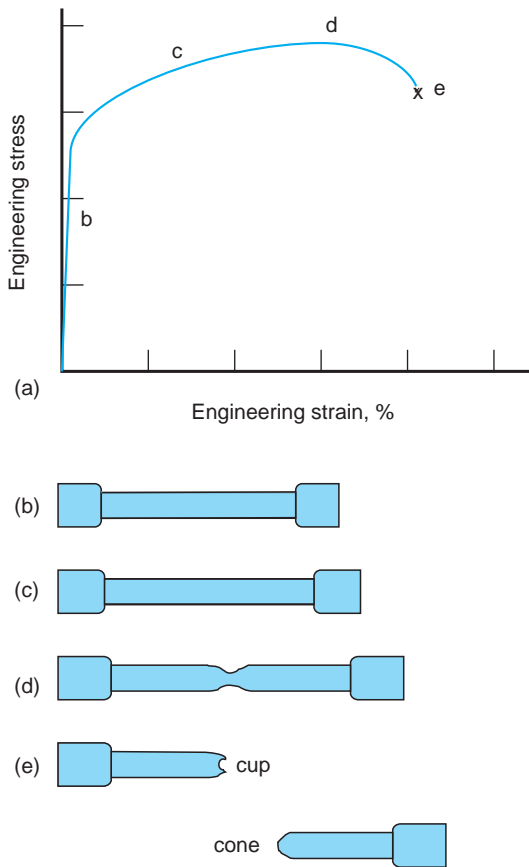 d
c
x e
b
Engineering stress
(a)
Engineering strain, %
(b)
(c)
(d)
(e)
cup
cone